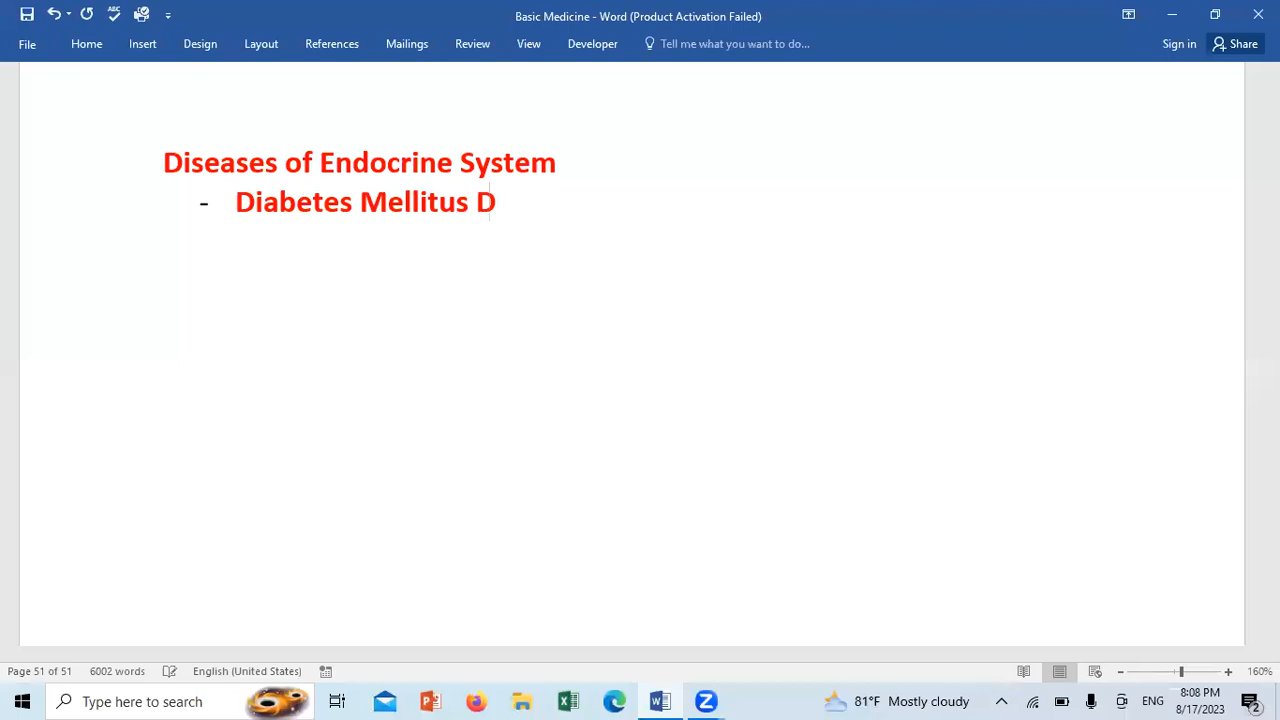 Basic Medicine - Word (Product Activation Failed)
File Home Insert Design Layout References Mailings Review View Developer Tell me what you want to do... Sign in Share
Diseases of Endocrine System
- Diabetes Mellitus D
Page 51 of 51 6002 words English (United States) 160%
Type here to search 81°F Mostly cloudy ENG 8:08 PM
8/17/2023 2